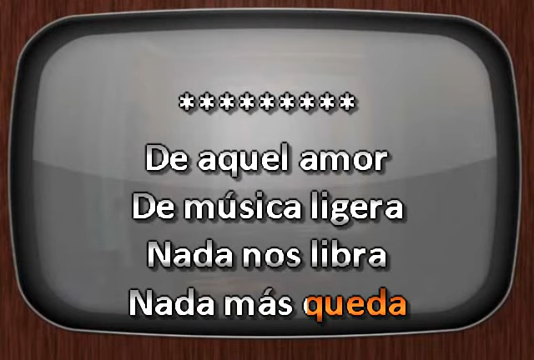 *********
De aquel amor
De música ligera
Nada nos libra
Nada más queda